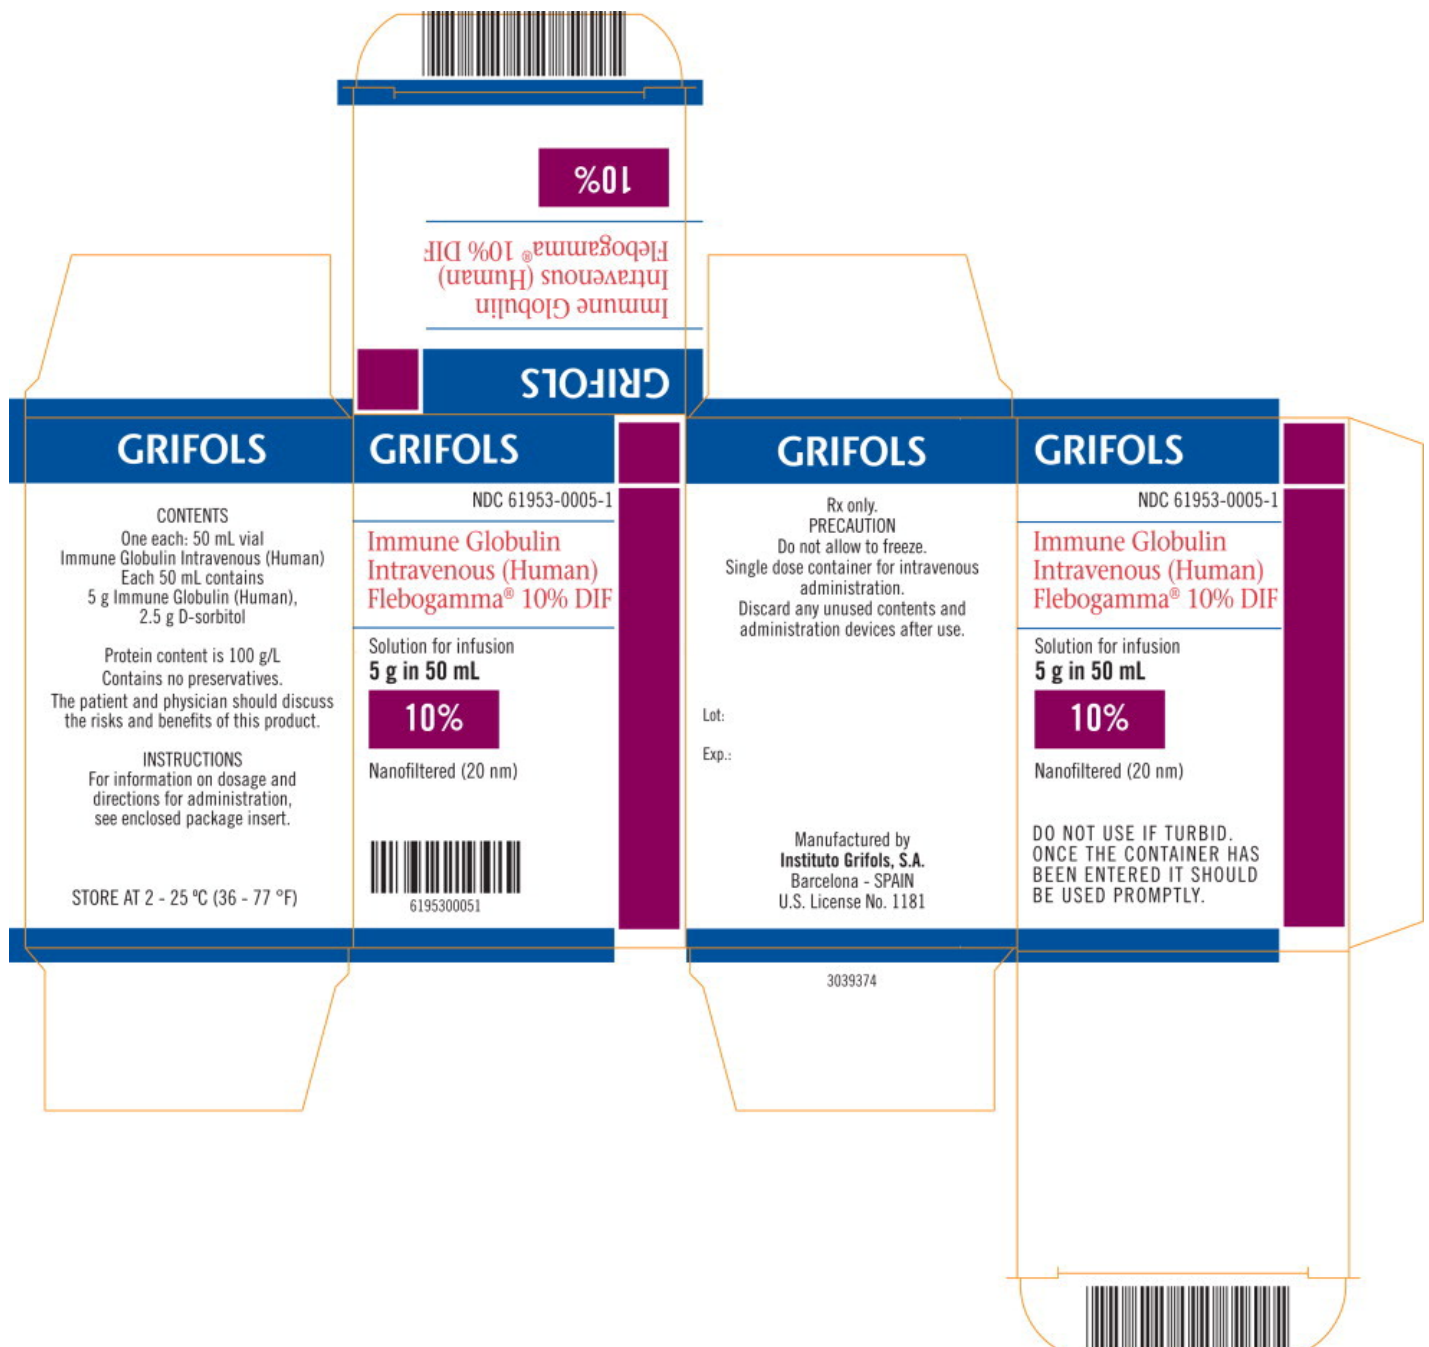 10%
Immune Globulin
Intravenous (Human)
Flebogamma® 10% DIF
GRIFOLS
GRIFOLS
CONTENTS
One each: 50 mL vial
Immune Globulin Intravenous (Human)
Each 50 mL contains
5 g Immune Globulin (Human),
2.5 g D-sorbitol
Protein content is 100 g/L
Contains no preservatives.
The patient and physician should discuss
the risks and benefits of this product.
INSTRUCTIONS
For information on dosage and
directions for administration,
see enclosed package insert.
STORE AT 2 - 25 ºC (36 - 77 °F)
GRIFOLS
NDC 61953-0005-1
Immune Globulin
Intravenous (Human)
Flebogamma® 10% DIF
Solution for infusion
5 g in 50 mL
10%
Nanofiltered (20 nm)
6195300051
GRIFOLS
Rx only.
PRECAUTION
Do not allow to freeze.
Single dose container for intravenous
administration.
Discard any unused contents and
administration devices after use.
Lot:
Exp.:
Manufactured by
Instituto Grifols, S.A.
Barcelona - SPAIN
U.S. License No. 1181
3039374
GRIFOLS
NDC 61953-0005-1
Immune Globulin
Intravenous (Human)
Flebogamma® 10% DIF
Solution for infusion
5 g in 50 mL
10%
Nanofiltered (20 nm)
DO NOT USE IF TURBID.
ONCE THE CONTAINER HAS
BEEN ENTERED IT SHOULD
BE USED PROMPTLY.